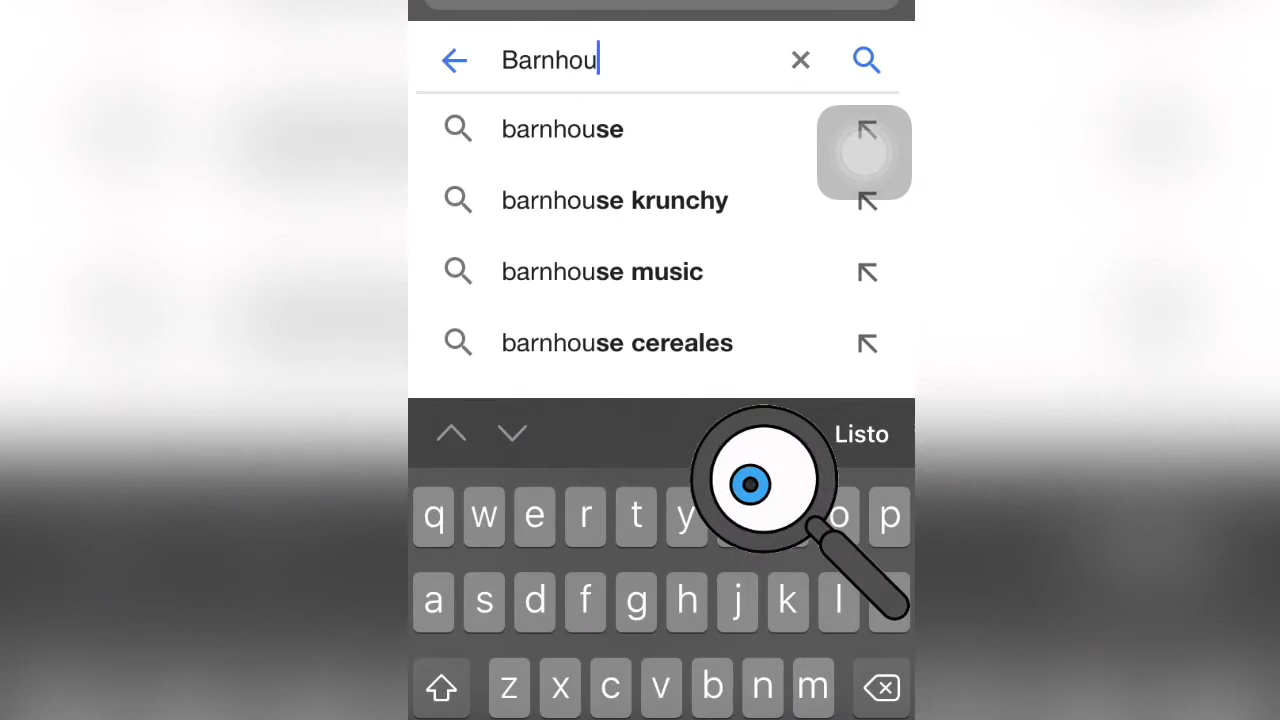 Barnhou
barnhouse
barnhouse krunchy
barnhouse music
barnhouse cereales
Listo
q w e r t y o p
a s d f g h j k l
z x c v b n m